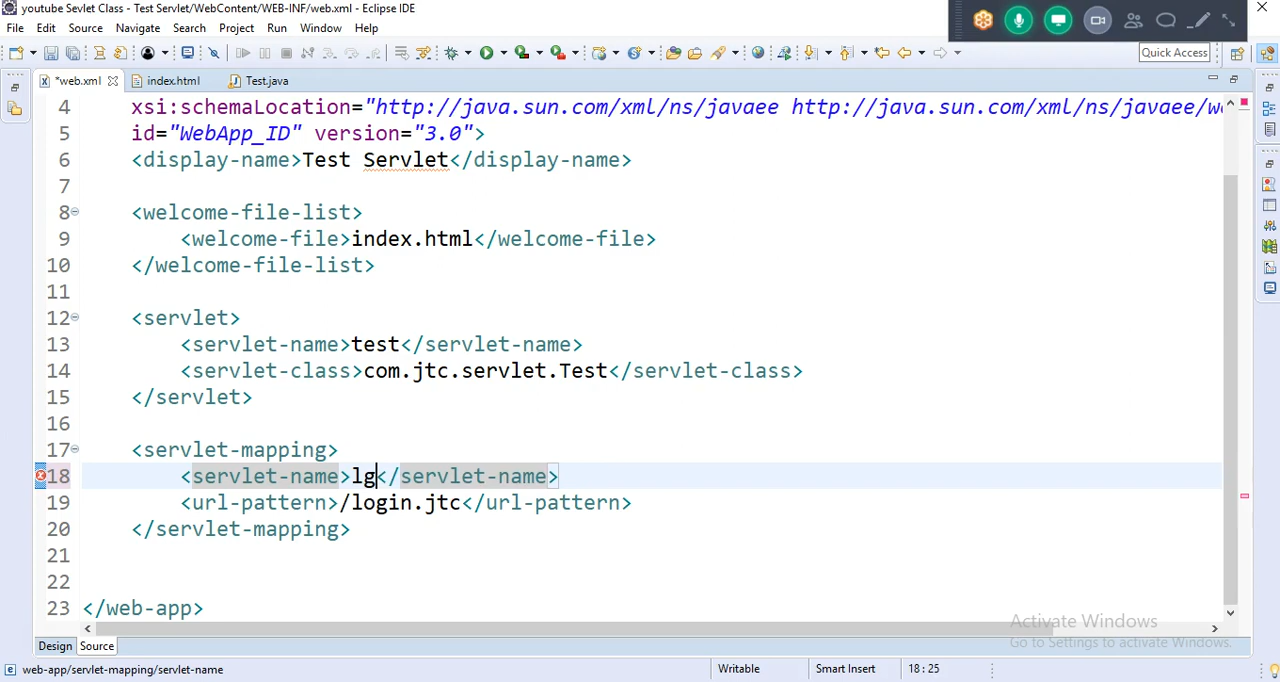 youtube Sevlet Class - Test Servlet/WebContent/WEB-INF/web.xml - Eclipse IDE
File Edit Source Navigate Search Project Run Window Help
Quick Access
*web.xml index.html Test.java
4 xsi:schemaLocation="http://java.sun.com/xml/ns/javaee http://java.sun.com/xml/ns/javaee/w
5 id="WebApp_ID" version="3.0">
6 <display-name>Test Servlet</display-name>
7
8 <welcome-file-list>
9 <welcome-file>index.html</welcome-file>
10 </welcome-file-list>
11
12 <servlet>
13 <servlet-name>test</servlet-name>
14 <servlet-class>com.jtc.servlet.Test</servlet-class>
15 </servlet>
16
17 <servlet-mapping>
18 <servlet-name>lg</servlet-name>
19 <url-pattern>/login.jtc</url-pattern>
20 </servlet-mapping>
21
22
23 </web-app>
Activate Windows
Go to Settings to activate Windows.
Design Source
web-app/servlet-mapping/servlet-name Writable Smart Insert 18 : 25